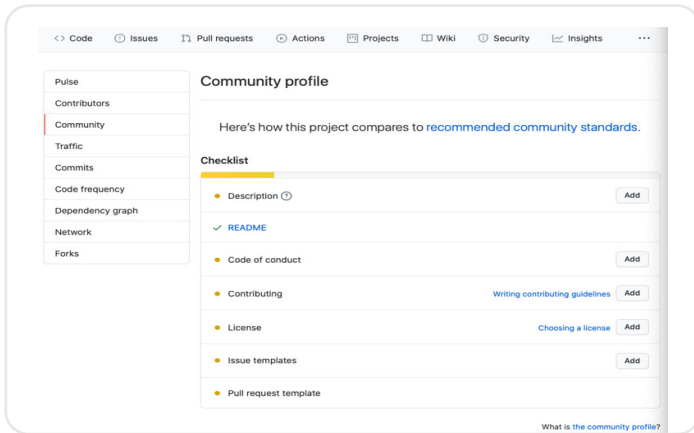 Code Issues Pull requests Actions Projects Wiki Security Insights ...
Pulse
Contributors
Community
Traffic
Commits
Code frequency
Dependency graph
Network
Forks
Community profile
Here's how this project compares to recommended community standards.
Checklist
Description Add
README
Code of conduct Add
Contributing Writing contributing guidelines Add
License Choosing a license Add
Issue templates Add
Pull request template
What is the community profile?